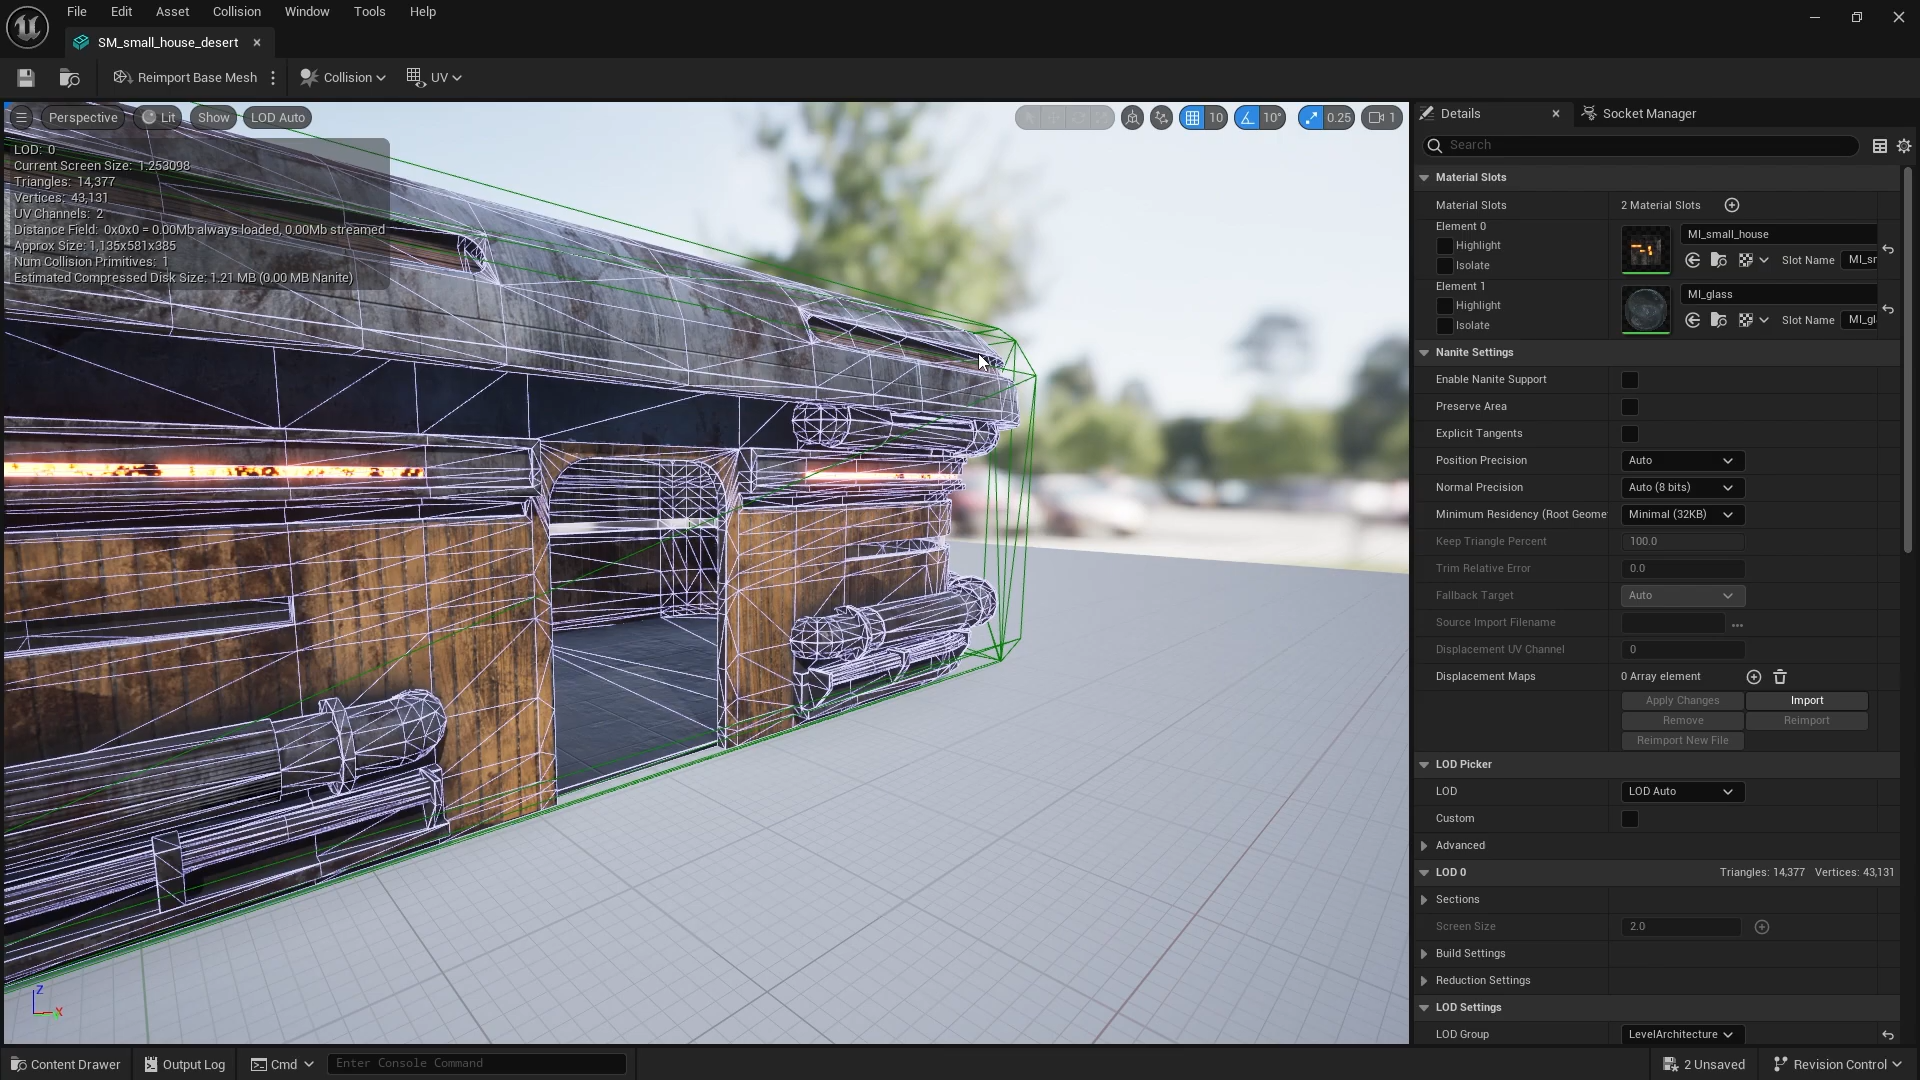 File Edit Asset Collision Window Tools Help
SM_small_house_desert
Reimport Base Mesh Collision UV
Perspective Lit Show LOD Auto 10 10° 0.25 1
LOD: 0
Current Screen Size: 1.253098
Triangles: 14,377
Vertices: 43,131
UV Channels: 2
Distance Field: 0x0x0 = 0.00Mb always loaded, 0.00Mb streamed
Approx Size: 1,135x581x385
Num Collision Primitives: 1
Estimated Compressed Disk Size: 1.21 MB (0.00 MB Nanite)
Z
X
Details Socket Manager
Search
Material Slots
Material Slots 2 Material Slots
Element 0
Highlight
Isolate
MI_small_house
Slot Name MI_sr
Element 1
Highlight
Isolate
MI_glass
Slot Name MI_gl
Nanite Settings
Enable Nanite Support
Preserve Area
Explicit Tangents
Position Precision Auto
Normal Precision Auto (8 bits)
Minimum Residency (Root Geome Minimal (32KB)
Keep Triangle Percent 100.0
Trim Relative Error 0.0
Fallback Target Auto
Source Import Filename ...
Displacement UV Channel 0
Displacement Maps 0 Array element
Apply Changes Import
Remove Reimport
Reimport New File
LOD Picker
LOD LOD Auto
Custom
Advanced
LOD 0 Triangles: 14,377 Vertices: 43,131
Sections
Screen Size 2.0
Build Settings
Reduction Settings
LOD Settings
LOD Group LevelArchitecture
Content Drawer Output Log Cmd Enter Console Command 2 Unsaved Revision Control